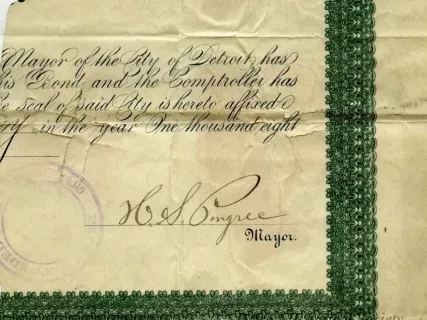 Mayor of the City of Detroit has
his Bond and the Comptroller has
e seal of said City is hereto affixed
ry in the year One thousand eight
H. S. Pingree
Mayor.